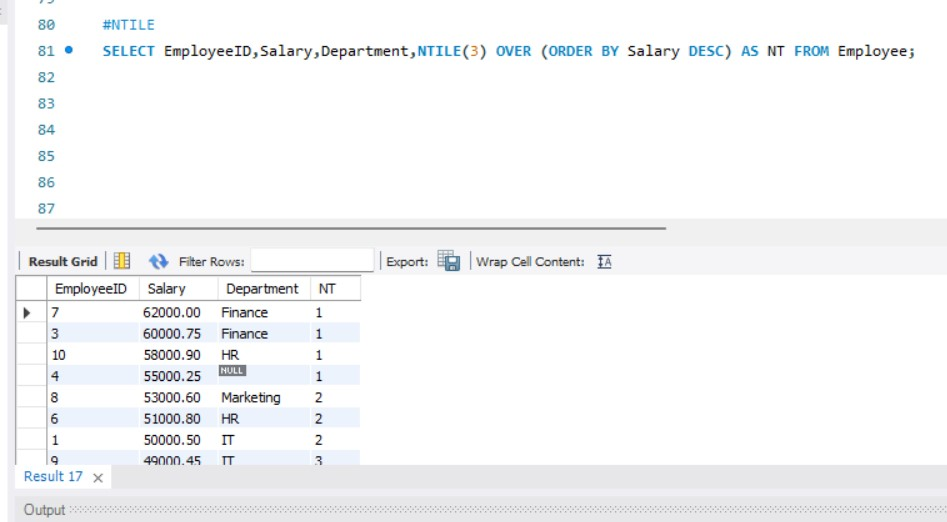 80 #NTILE
81 SELECT EmployeeID,Salary,Department,NTILE(3) OVER (ORDER BY Salary DESC) AS NT FROM Employee;
82
83
84
85
86
87
Result Grid Filter Rows: Export: Wrap Cell Content: IA
EmployeeID Salary Department NT
7 62000.00 Finance 1
3 60000.75 Finance 1
10 58000.90 HR 1
4 55000.25 NULL 1
8 53000.60 Marketing 2
6 51000.80 HR 2
1 50000.50 IT 2
9 49000.45 IT 3
Result 17 ×
Output